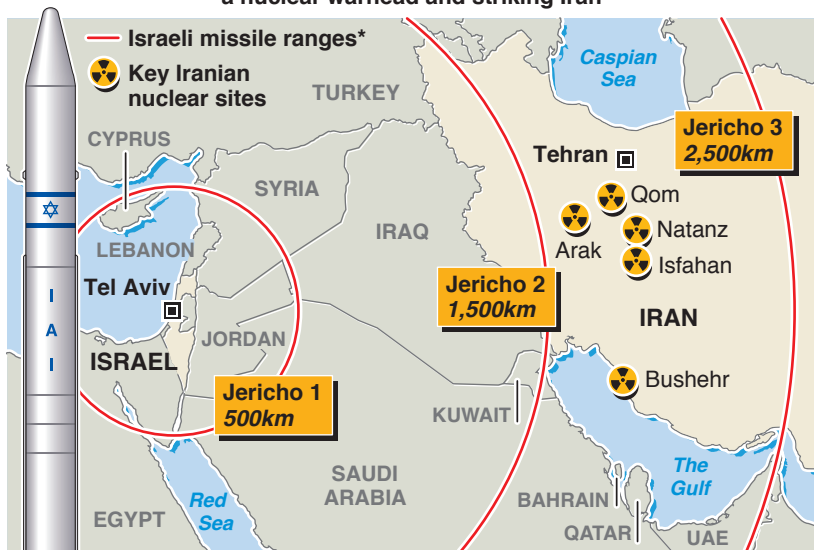 a nuclear warhead and striking Iran
Israeli missile ranges*
Key Iranian
nuclear sites
TURKEY
Caspian
Sea
CYPRUS
Jericho 3
2,500km
Tehran
SYRIA
Qom
IRAQ
Natanz
Arak
LEBANON
Isfahan
Tel Aviv
Jericho 2
1,500km
I
A
I
IRAN
JORDAN
ISRAEL
Bushehr
Jericho 1
500km
KUWAIT
SAUDI
ARABIA
The
Gulf
Red
Sea
BAHRAIN
EGYPT
QATAR
UAE